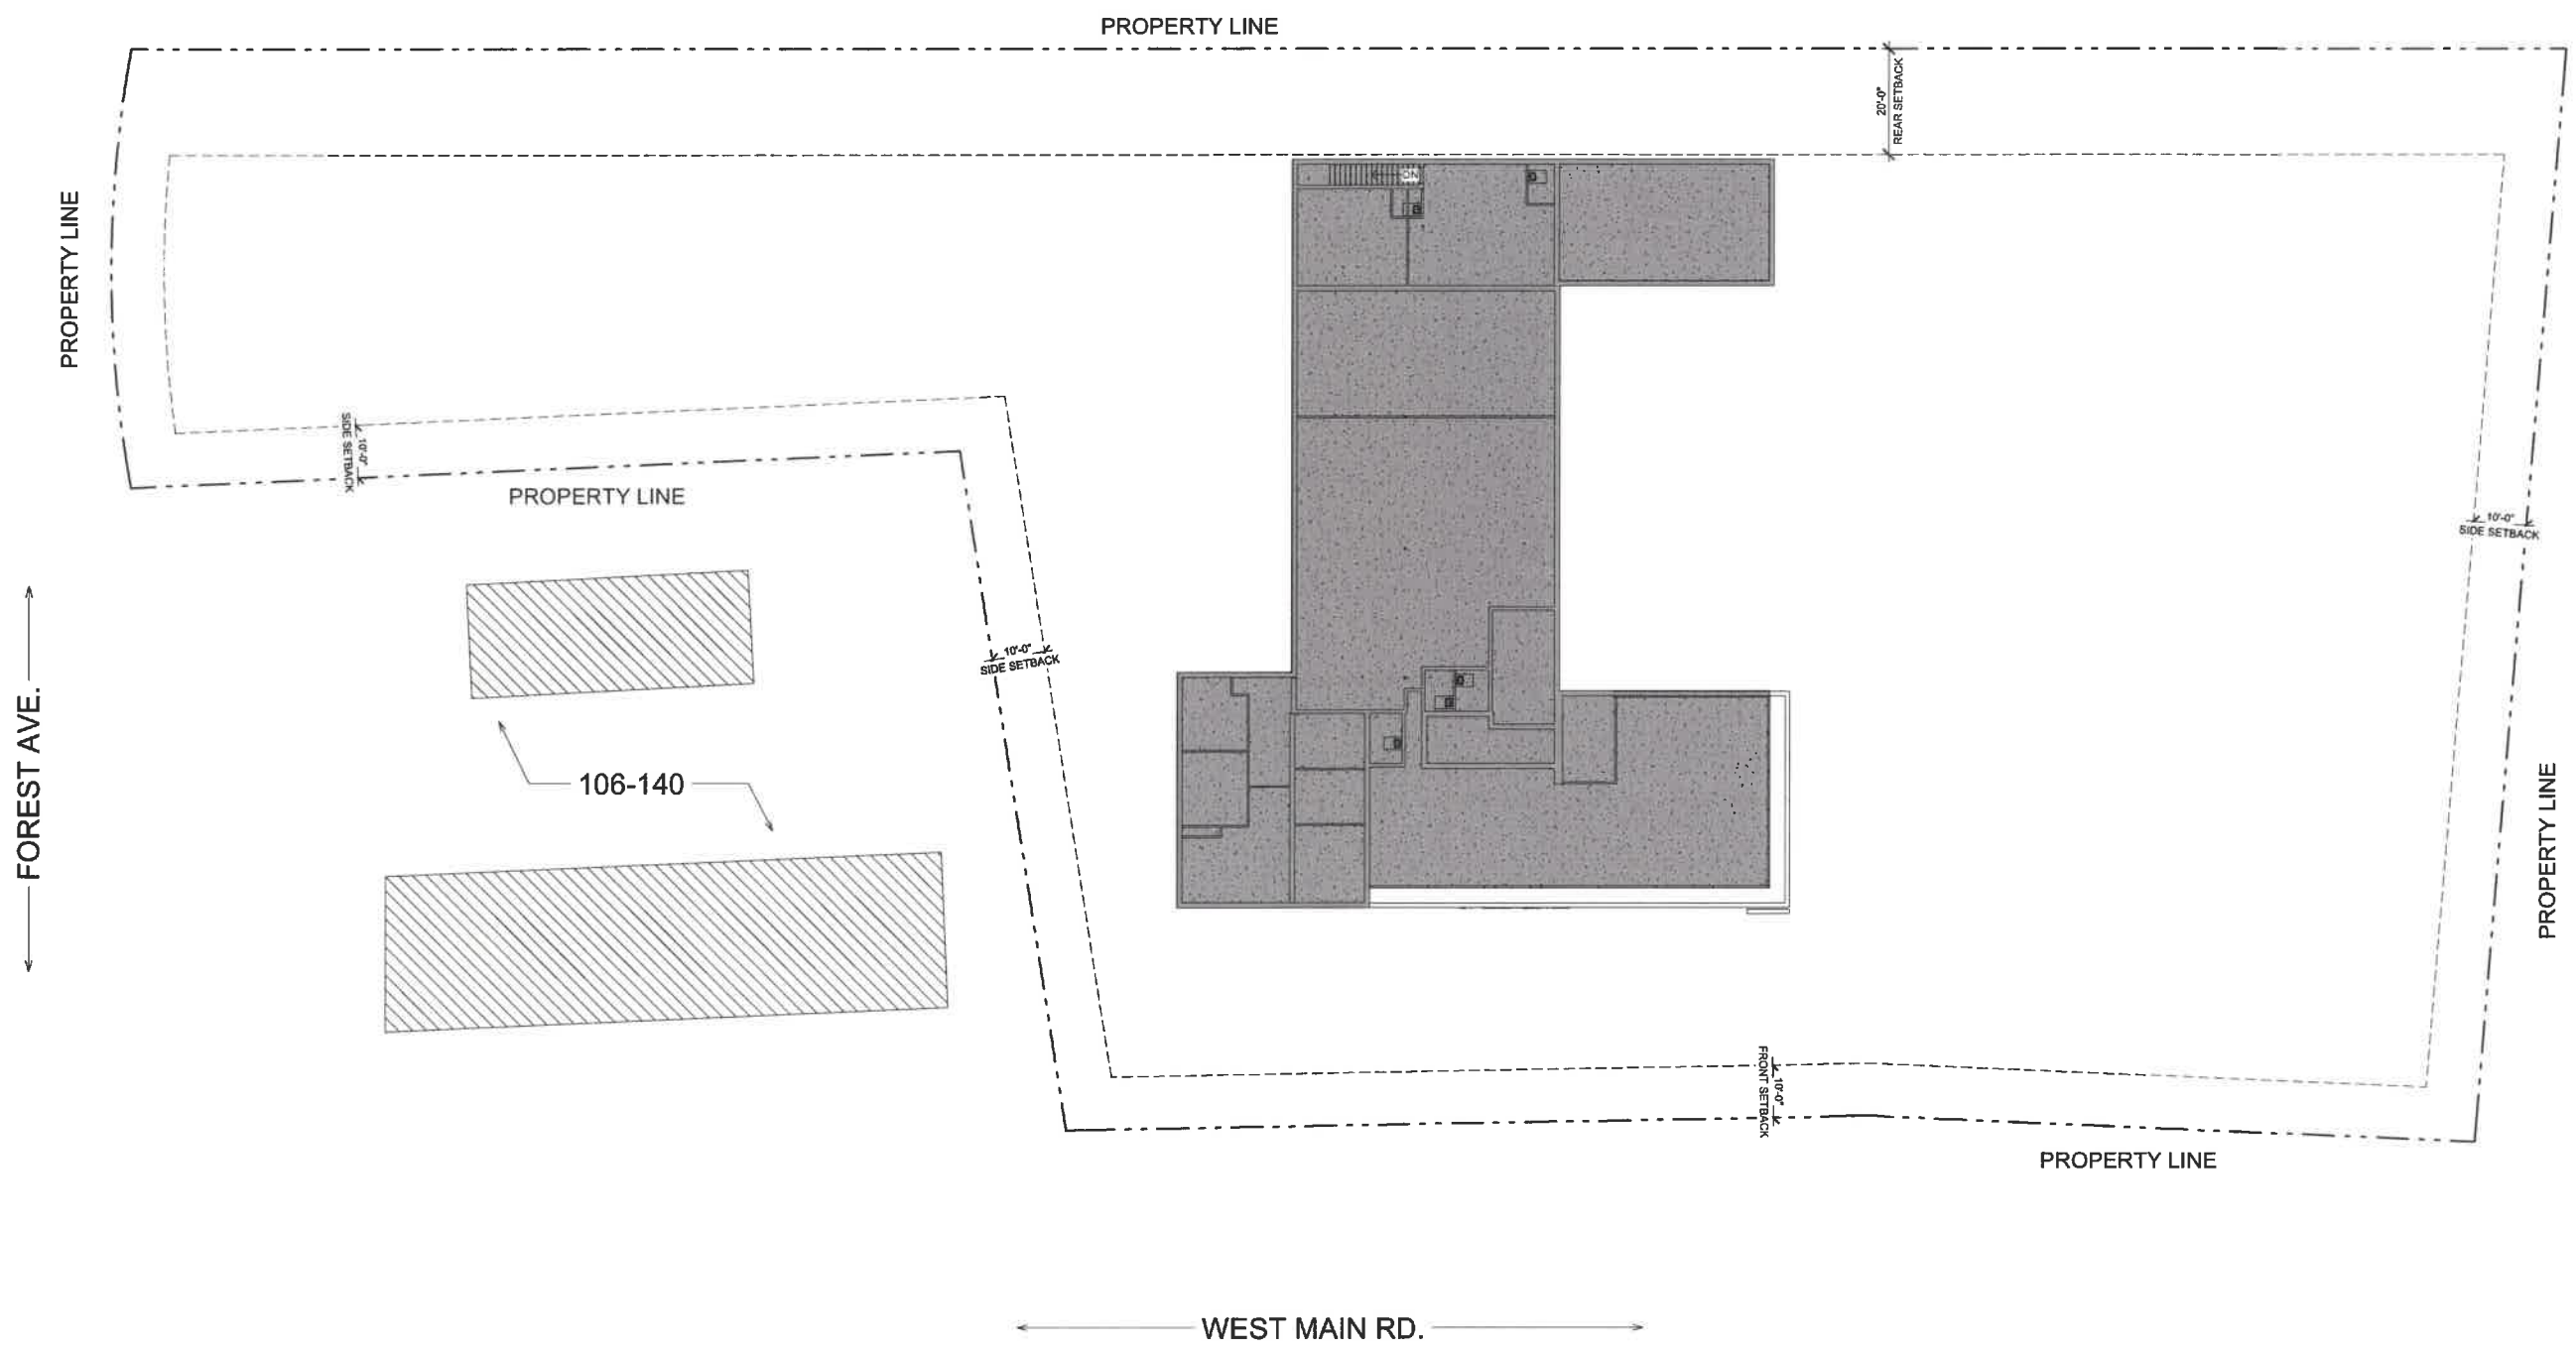 PROPERTY LINE
20'-0"
REAR SETBACK
DN
PROPERTY LINE
10'-0"
SIDE SETBACK
PROPERTY LINE
10'-0"
SIDE SETBACK
10'-0"
SIDE SETBACK
FOREST AVE.
106-140
PROPERTY LINE
10'-0"
FRONT SETBACK
PROPERTY LINE
WEST MAIN RD.